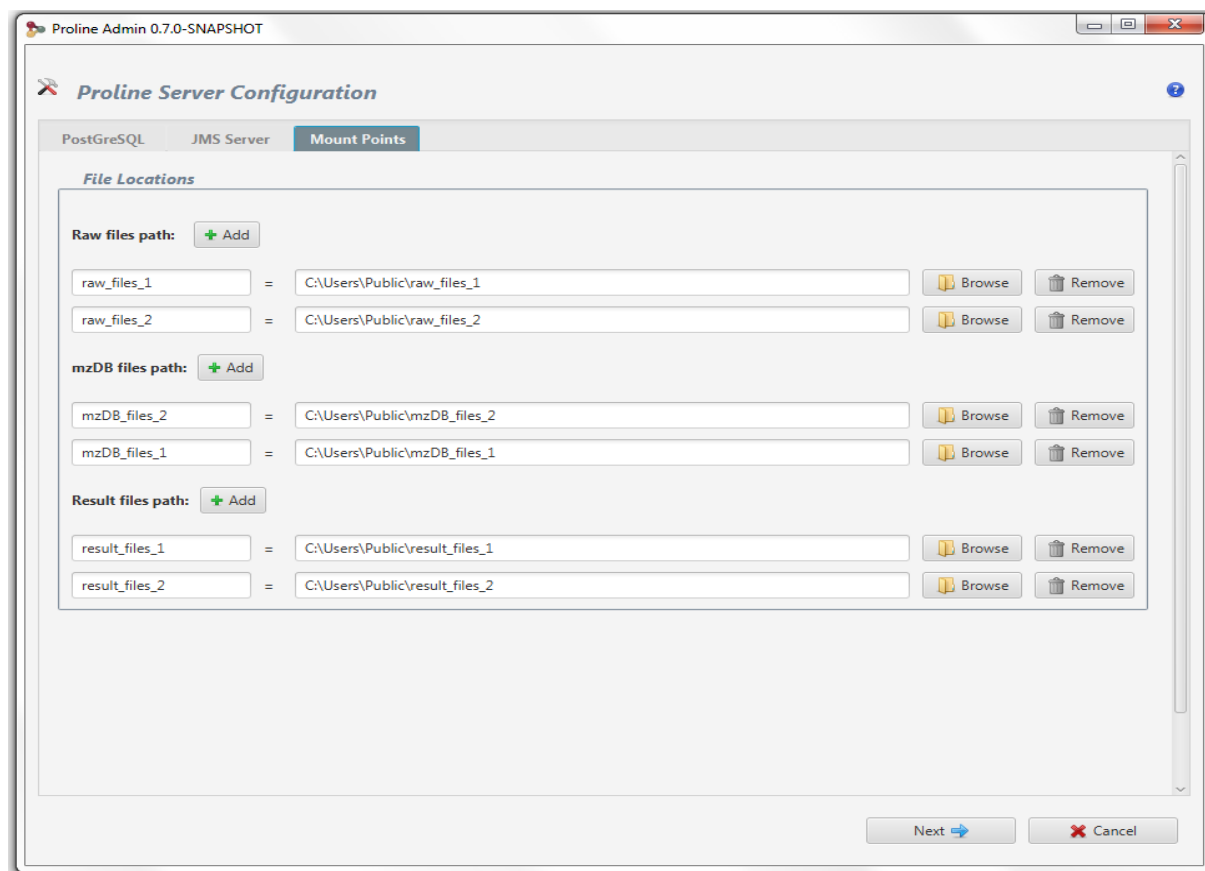 Proline Admin 0.7.0-SNAPSHOT
Proline Server Configuration
?
PostGreSQL JMS Server Mount Points
File Locations
Raw files path: Add
raw_files_1 = C:\Users\Public\raw_files_1 Browse Remove
raw_files_2 = C:\Users\Public\raw_files_2 Browse Remove
mzDB files path: Add
mzDB_files_2 = C:\Users\Public\mzDB_files_2 Browse Remove
mzDB_files_1 = C:\Users\Public\mzDB_files_1 Browse Remove
Result files path: Add
result_files_1 = C:\Users\Public\result_files_1 Browse Remove
result_files_2 = C:\Users\Public\result_files_2 Browse Remove
Next Cancel